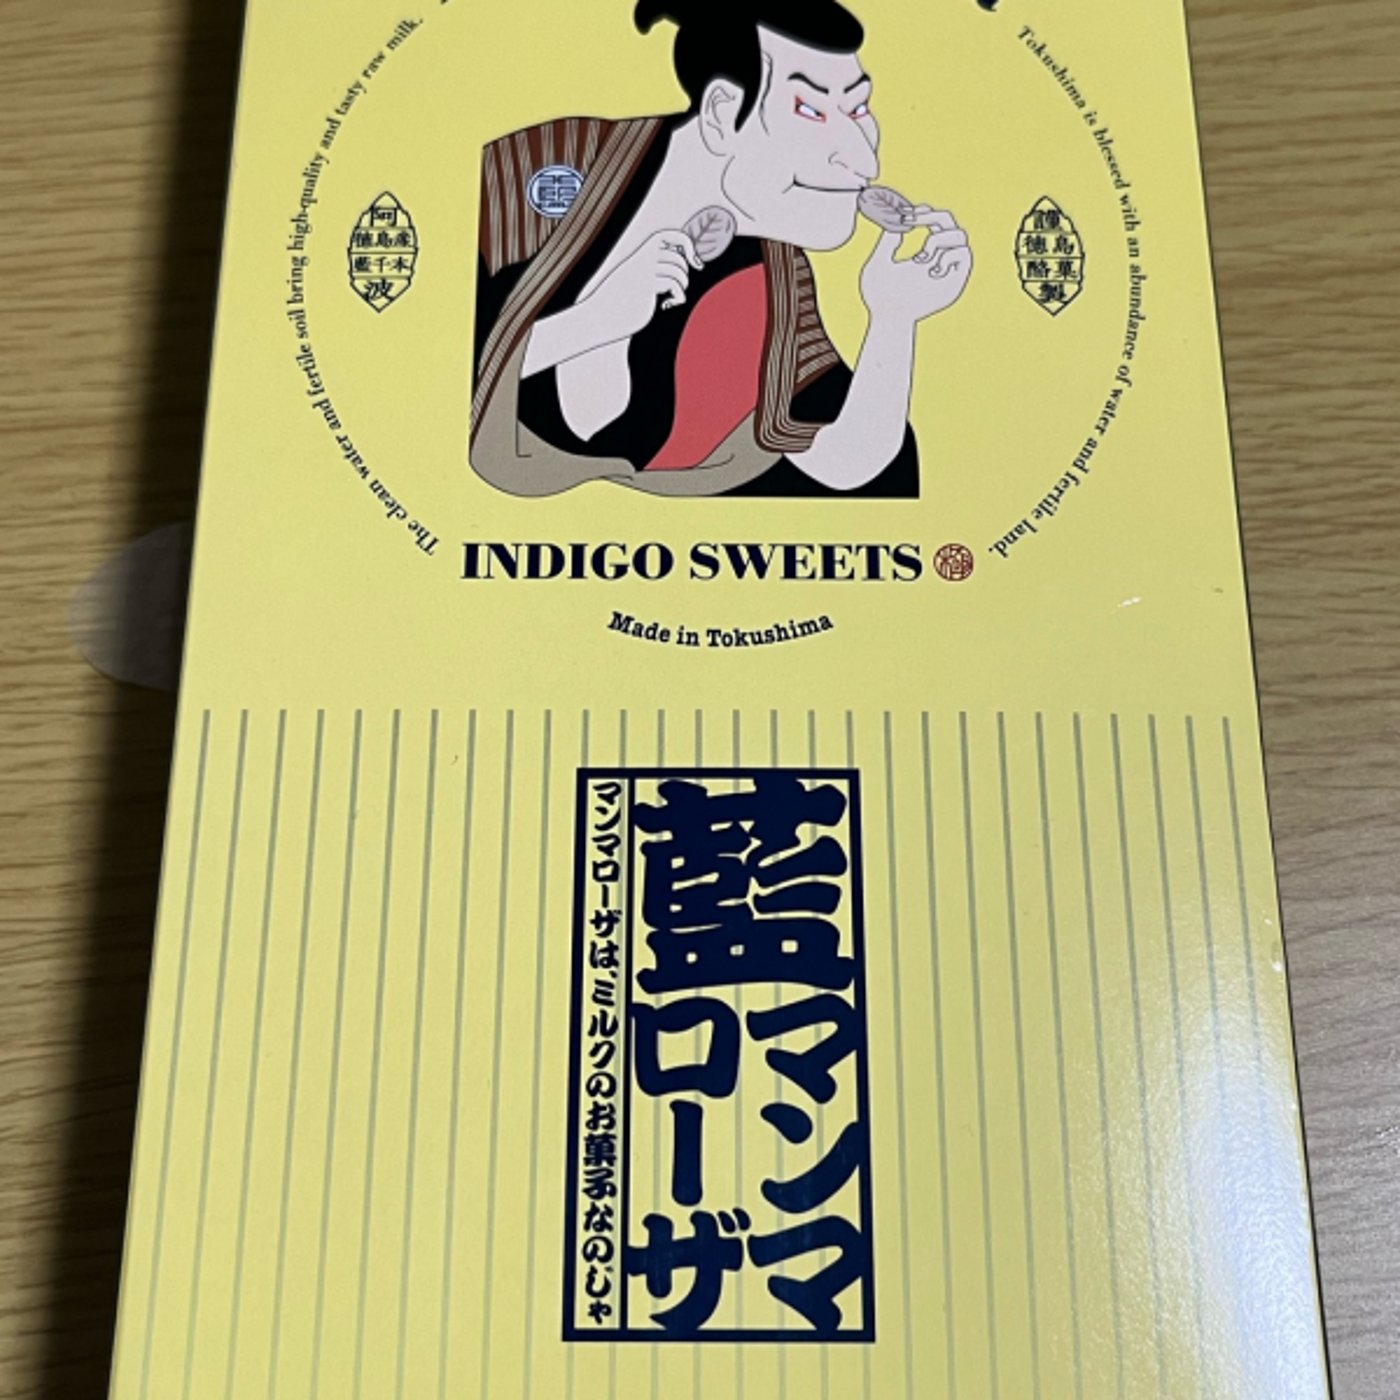 The clean water and fertile soil bring high-quality and tasty raw milk.
Tokushima is blessed with an abundance of water and fertile land.
阿
徳島産
藍千本
波
謹
徳島
酪菓
製
INDIGO SWEETS
Made in Tokushima
藍
マンマ
ローザ
マンマローザは、ミルクのお菓子なのじゃ